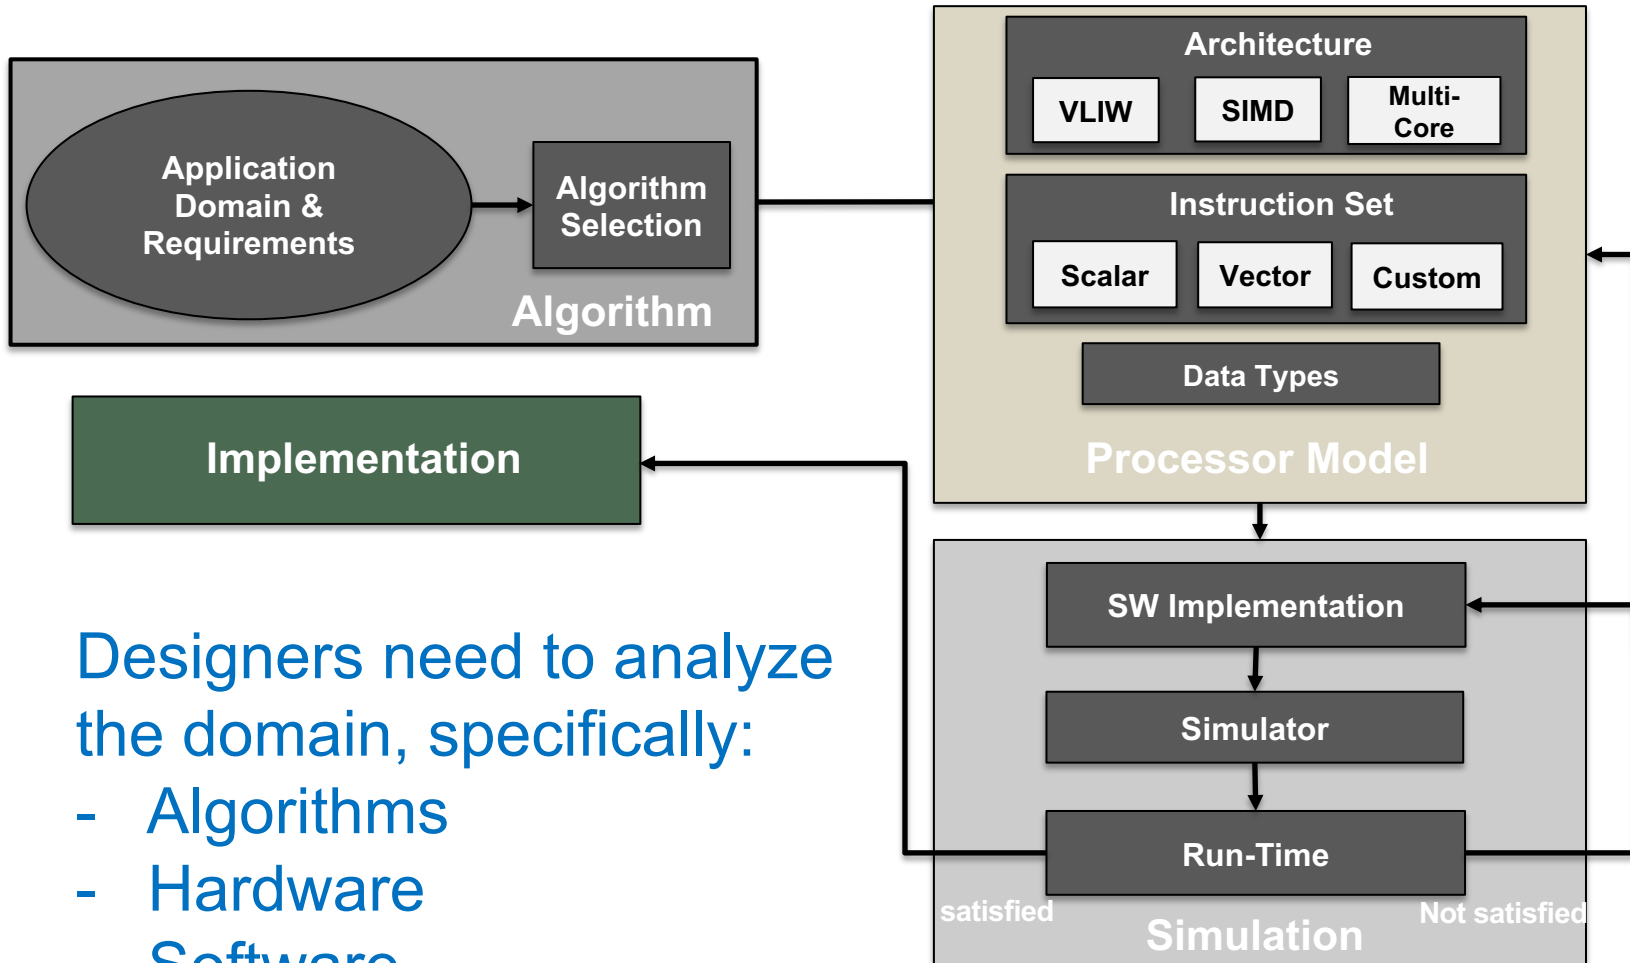 Application
Domain &
Requirements
Algorithm
Selection
Algorithm
Architecture
VLIW
SIMD
Multi-
Core
Instruction Set
Scalar
Vector
Custom
Data Types
Processor Model
Implementation
SW Implementation
Simulator
Run-Time
satisfied
Not satisfied
Simulation
Designers need to analyze
the domain, specifically:
- Algorithms
- Hardware
Software